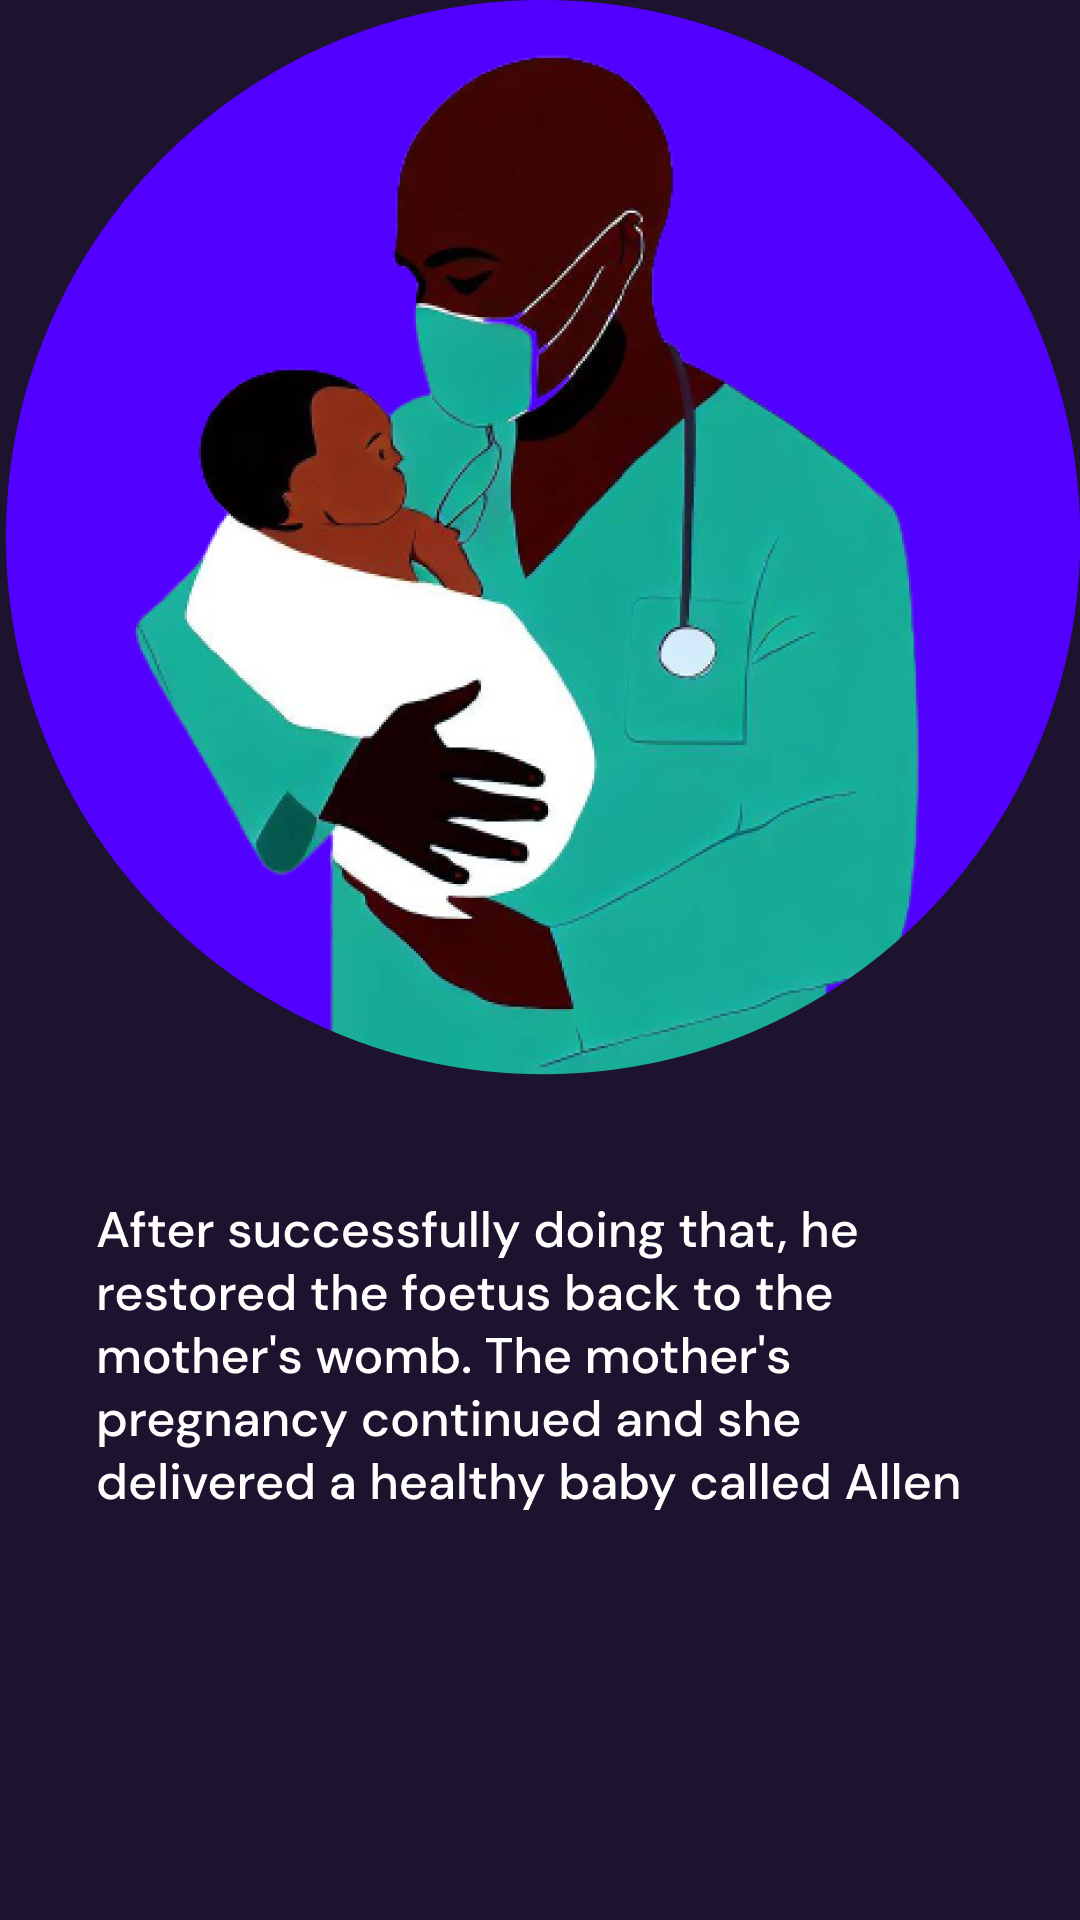 After successfully doing that, he
restored the foetus back to the
mother's womb. The mother's
pregnancy continued and she
delivered a healthy baby called Allen